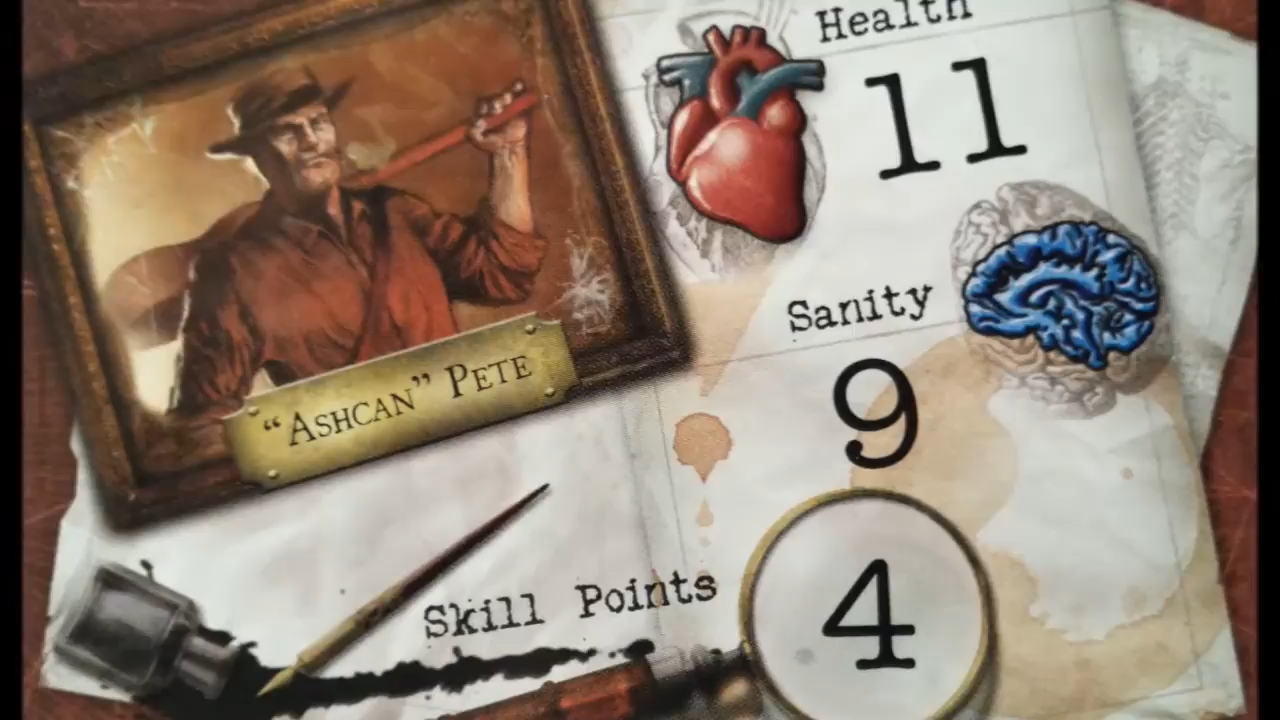 Health
11
Sanity
9
“Ashcan” Pete
Skill Points
4